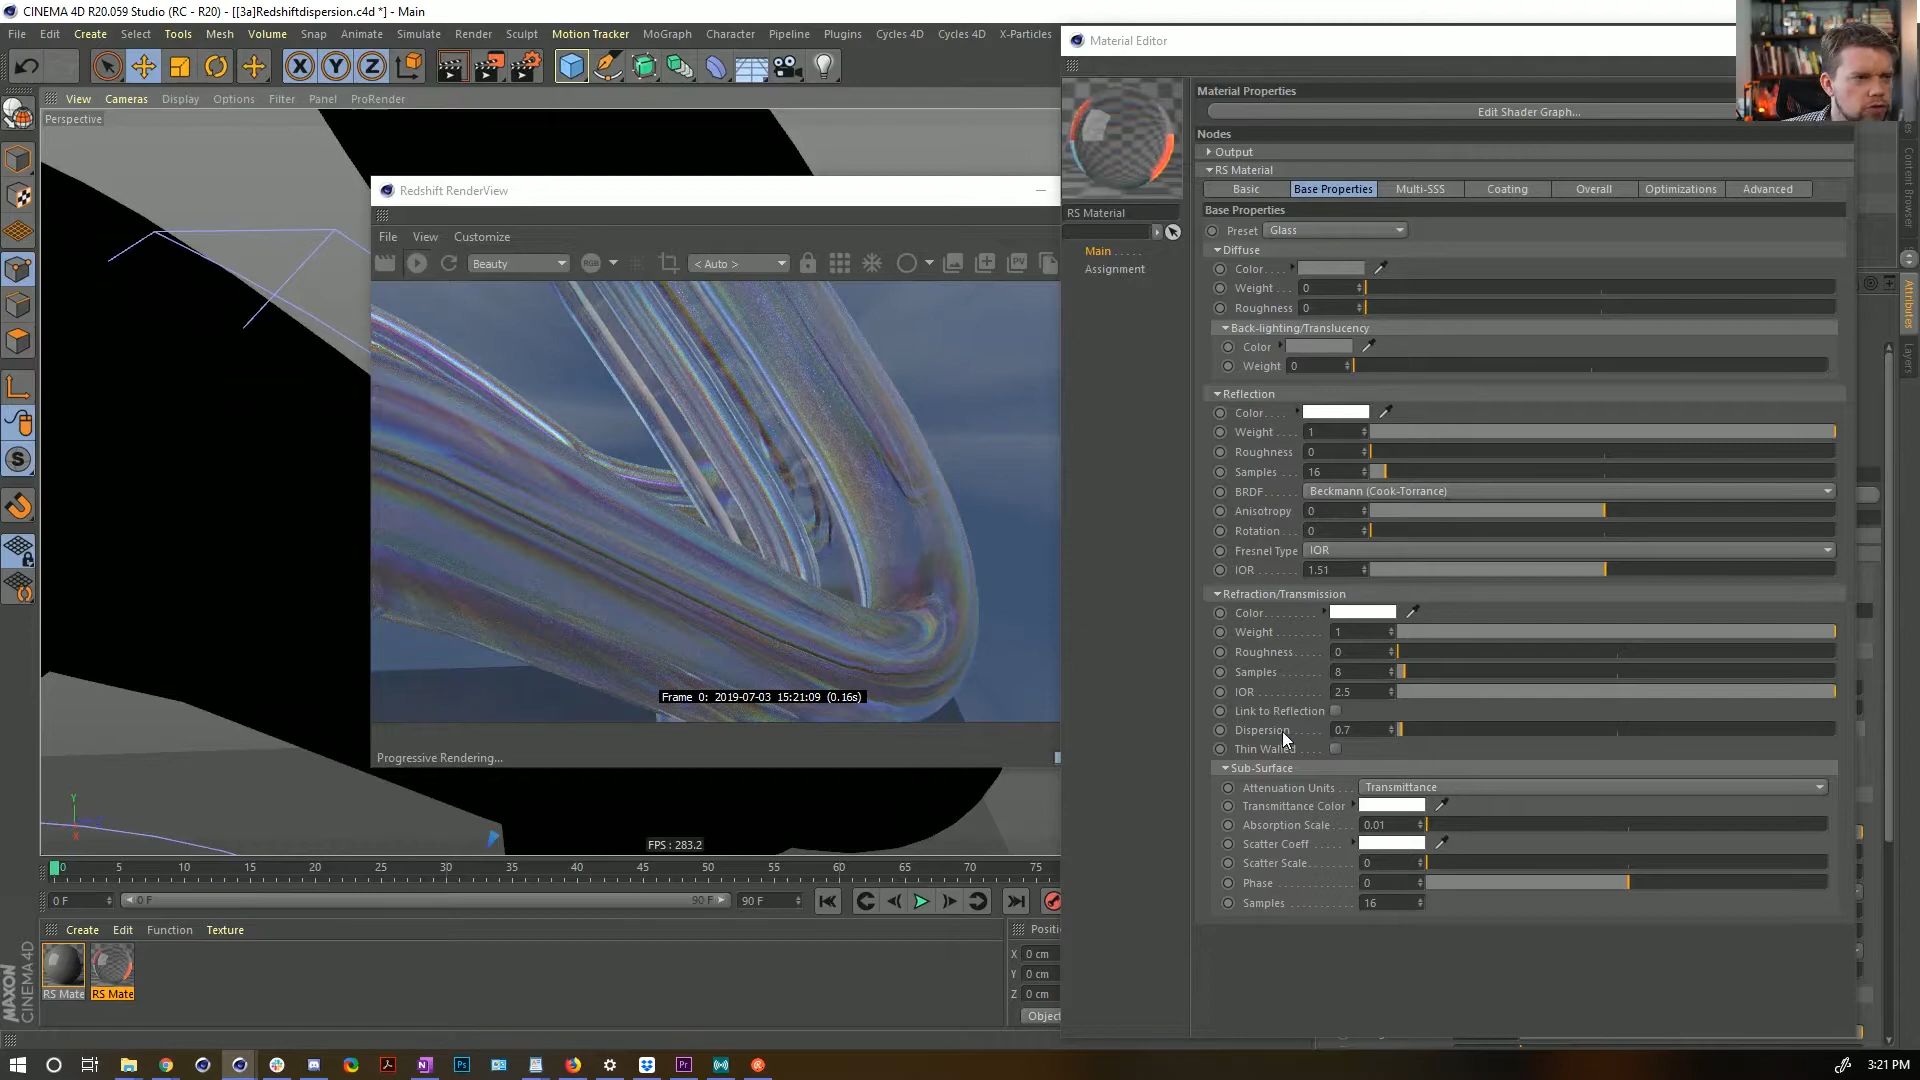 CINEMA 4D R20.059 Studio (RC - R20) - [[3a]Redshiftdispersion.c4d *] - Main
File Edit Create Select Tools Mesh Volume Snap Animate Simulate Render Sculpt Motion Tracker MoGraph Character Pipeline Plugins Cycles 4D Cycles 4D X-Particles
Material Editor
View Cameras Display Options Filter Panel ProRender
Perspective
Redshift RenderView
File View Customize
Beauty
RGB
< Auto >
PV
Frame 0: 2019-07-03 15:21:09 (0.16s)
Progressive Rendering...
FPS : 283.2
Y
Z
X
0 5 10 15 20 25 30 35 40 45 50 55 60 65 70 75
0 F
0 F
90 F
90 F
Create Edit Function Texture
RS Mate
RS Mate
MAXON
CINEMA 4D
Positi
X 0 cm
Y 0 cm
Z 0 cm
Object
RS Material
Main
Assignment
Material Properties
Edit Shader Graph...
Nodes
Output
RS Material
Basic Base Properties Multi-SSS Coating Overall Optimizations Advanced
Base Properties
Preset Glass
Diffuse
Color
Weight 0
Roughness 0
Back-lighting/Translucency
Color
Weight 0
Reflection
Color
Weight 1
Roughness 0
Samples 16
BRDF Beckmann (Cook-Torrance)
Anisotropy 0
Rotation 0
Fresnel Type IOR
IOR 1.51
Refraction/Transmission
Color
Weight 1
Roughness 0
Samples 8
IOR 2.5
Link to Reflection
Dispersion 0.7
Thin Walled
Sub-Surface
Attenuation Units Transmittance
Transmittance Color
Absorption Scale 0.01
Scatter Coeff
Scatter Scale 0
Phase 0
Samples 16
Content Browser
Attributes
Layers
3:21 PM